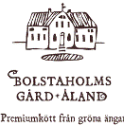 BOLSTAHOLMS
GÅRD • ÅLAND
Premiumkött från gröna ängar